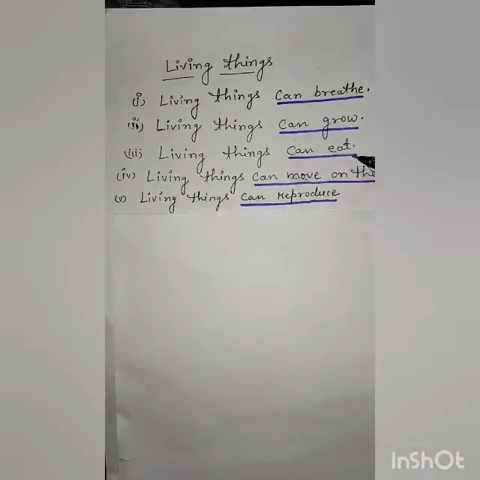 Living things
(i) Living things can breathe.
(ii) Living things can grow.
(iii) Living things can eat.
(iv) Living things can move on the
(v) Living things can reproduce
InShOt